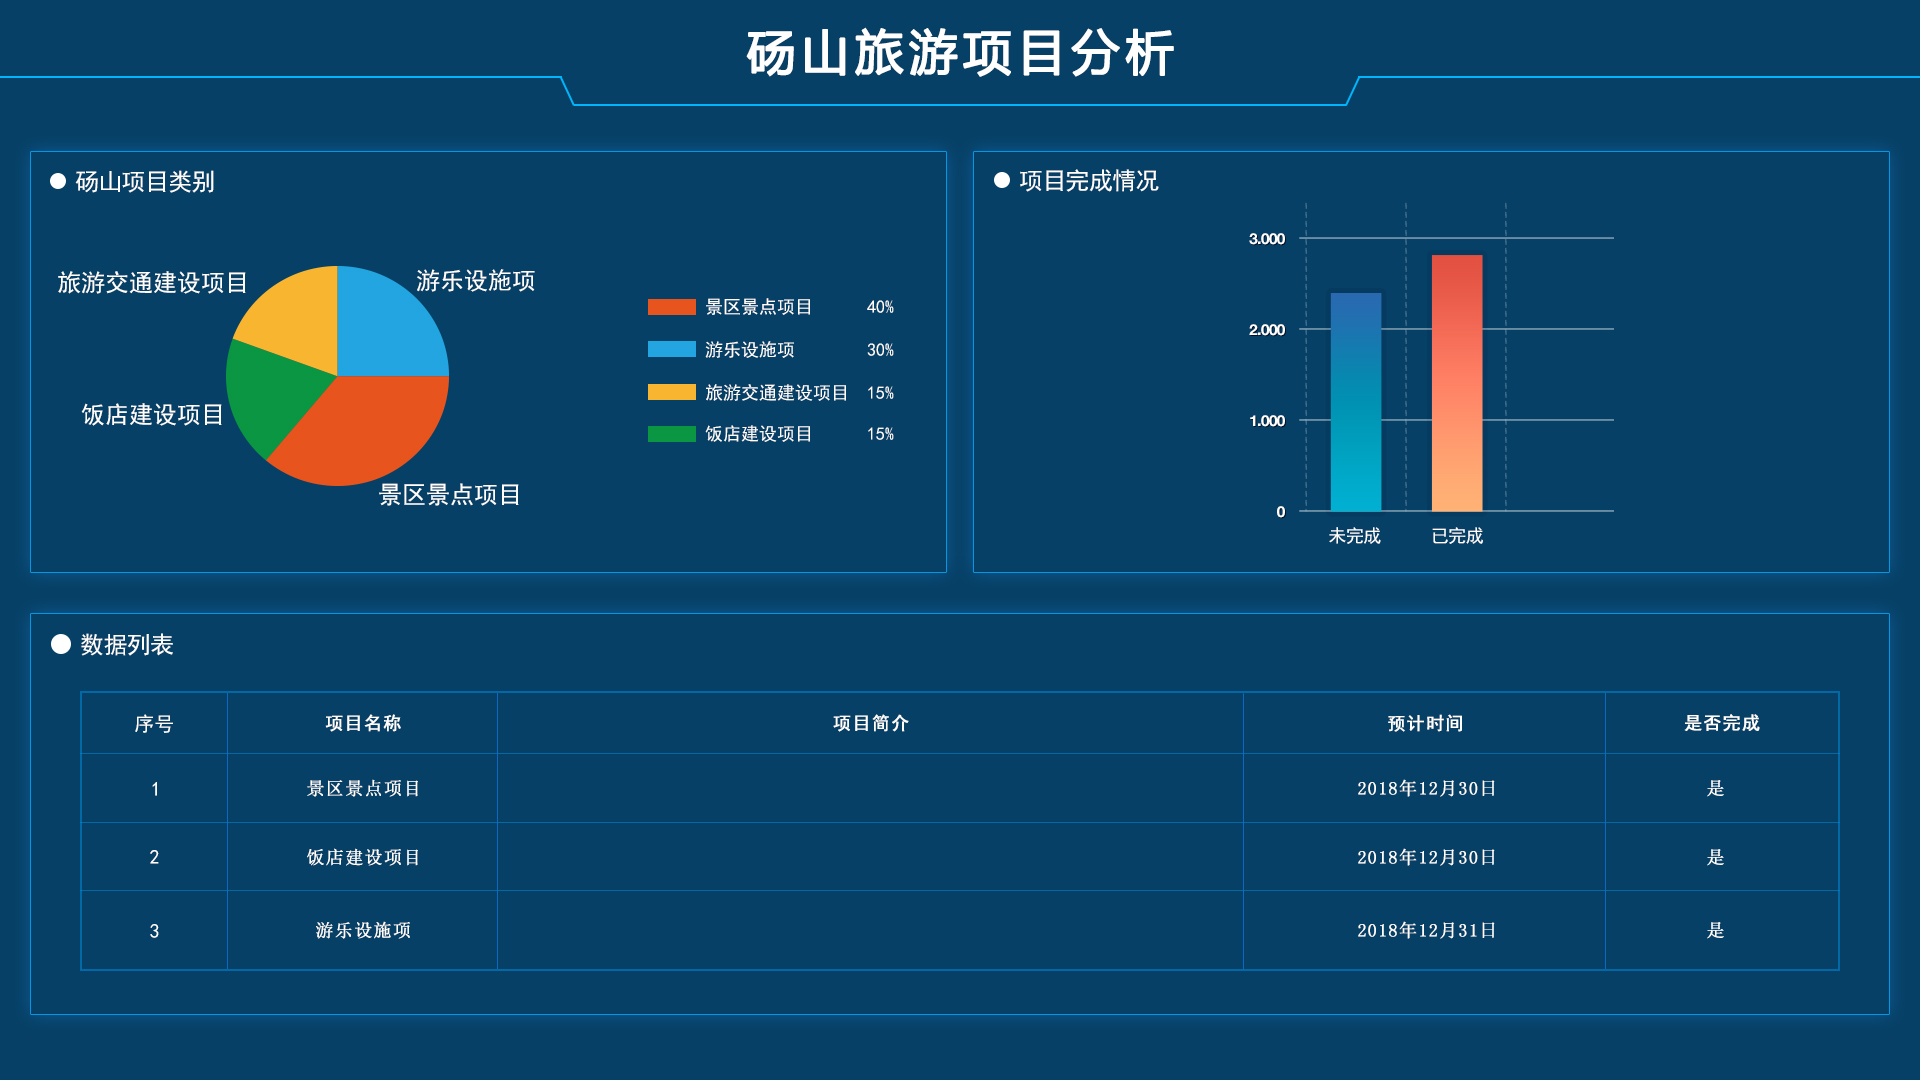 砀山旅游项目分析
砀山项目类别
旅游交通建设项目
游乐设施项
饭店建设项目
景区景点项目
景区景点项目 40%
游乐设施项 30%
旅游交通建设项目 15%
饭店建设项目 15%
项目完成情况
3.000
2.000
1.000
0
未完成 已完成
数据列表
序号 项目名称 项目简介 预计时间 是否完成
1 景区景点项目 2018年12月30日 是
2 饭店建设项目 2018年12月30日 是
3 游乐设施项 2018年12月31日 是